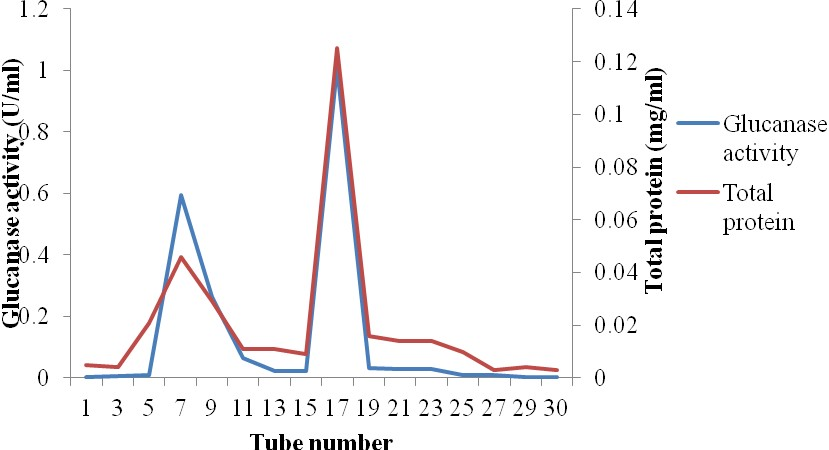 Glucanase activity (U/ml)
1.2
1
0.8
0.6
0.4
0.2
0
0.14
0.12
0.1
0.08
0.06
0.04
0.02
0
Total protein (mg/ml)
1 3 5 7 9 11 13 15 17 19 21 23 25 27 29 30
Tube number
Glucanase
activity
Total
protein